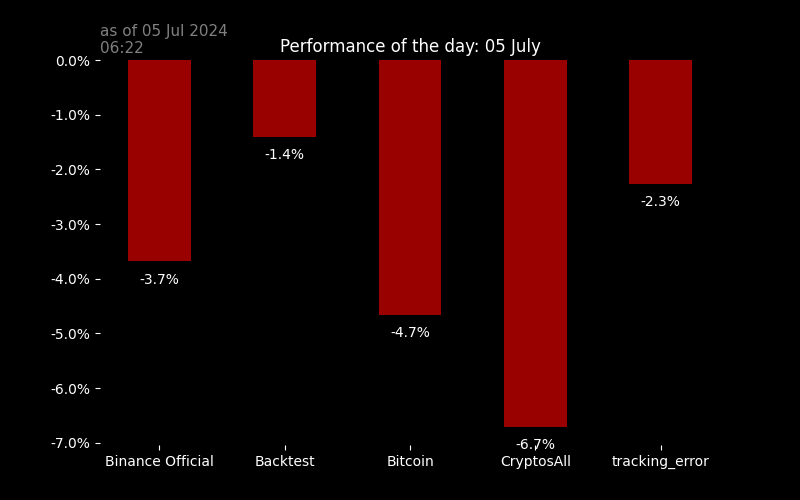 as of 05 Jul 2024
06:22
Performance of the day: 05 July
0.0%
-1.0%
-2.0%
-3.0%
-4.0%
-5.0%
-6.0%
-7.0%
-3.7%
-1.4%
-4.7%
-6.7%
-2.3%
Binance Official
Backtest
Bitcoin
CryptosAll
tracking_error